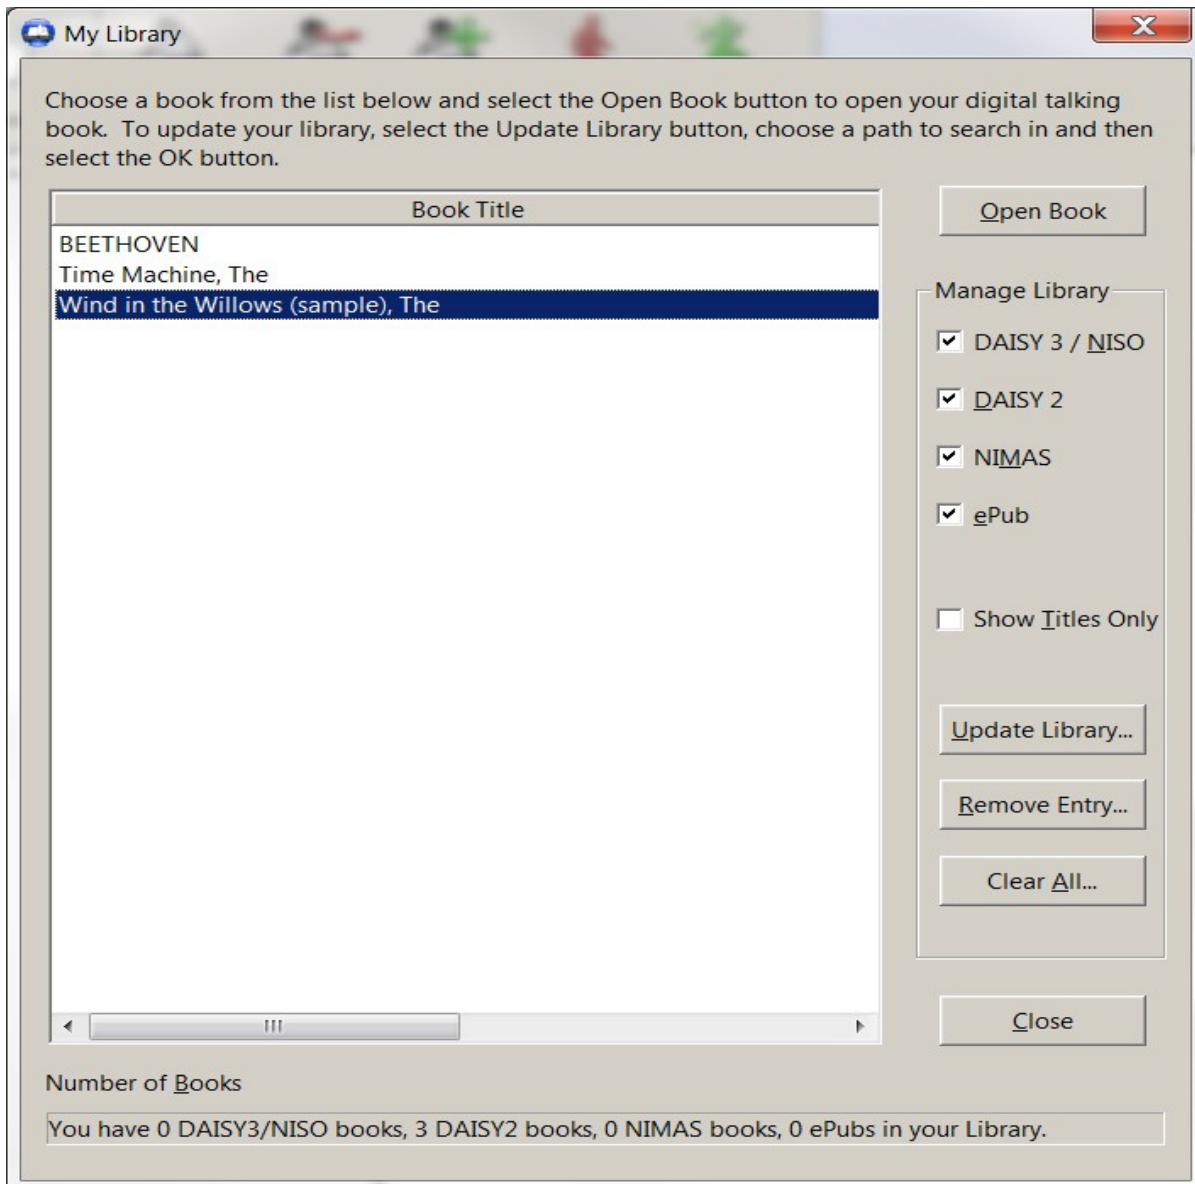 My Library
Choose a book from the list below and select the Open Book button to open your digital talking
book.  To update your library, select the Update Library button, choose a path to search in and then
select the OK button.
Book Title
BEETHOVEN
Time Machine, The
Wind in the Willows (sample), The
Open Book
Manage Library
DAISY 3 / NISO
DAISY 2
NIMAS
ePub
Show Titles Only
Update Library...
Remove Entry...
Clear All...
Close
Number of Books
You have 0 DAISY3/NISO books, 3 DAISY2 books, 0 NIMAS books, 0 ePubs in your Library.